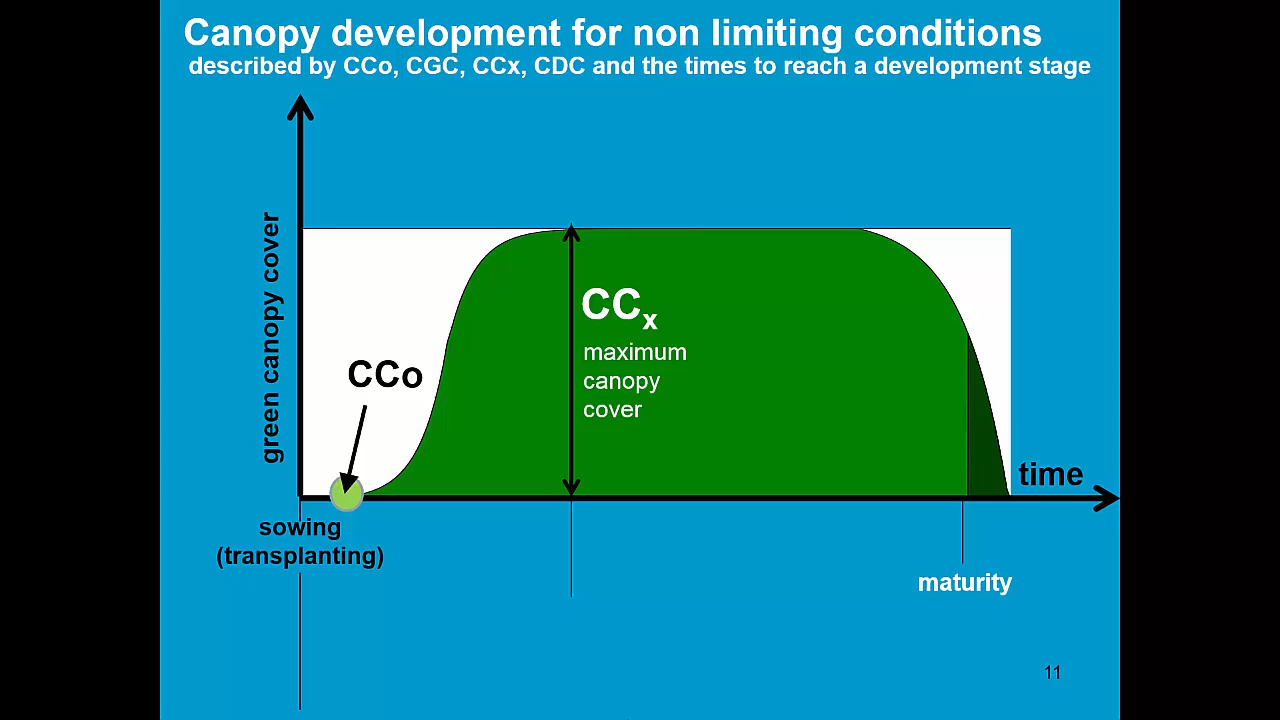 Canopy development for non limiting conditions
described by CCo, CGC, CCx, CDC and the times to reach a development stage
green canopy cover
CCo
CCx
maximum
canopy
cover
time
sowing
(transplanting)
maturity
11